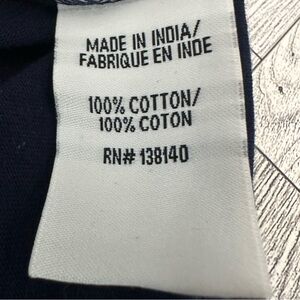 MADE IN INDIA/
FABRIQUE EN INDE
100% COTTON/
100% COTON
RN# 138140